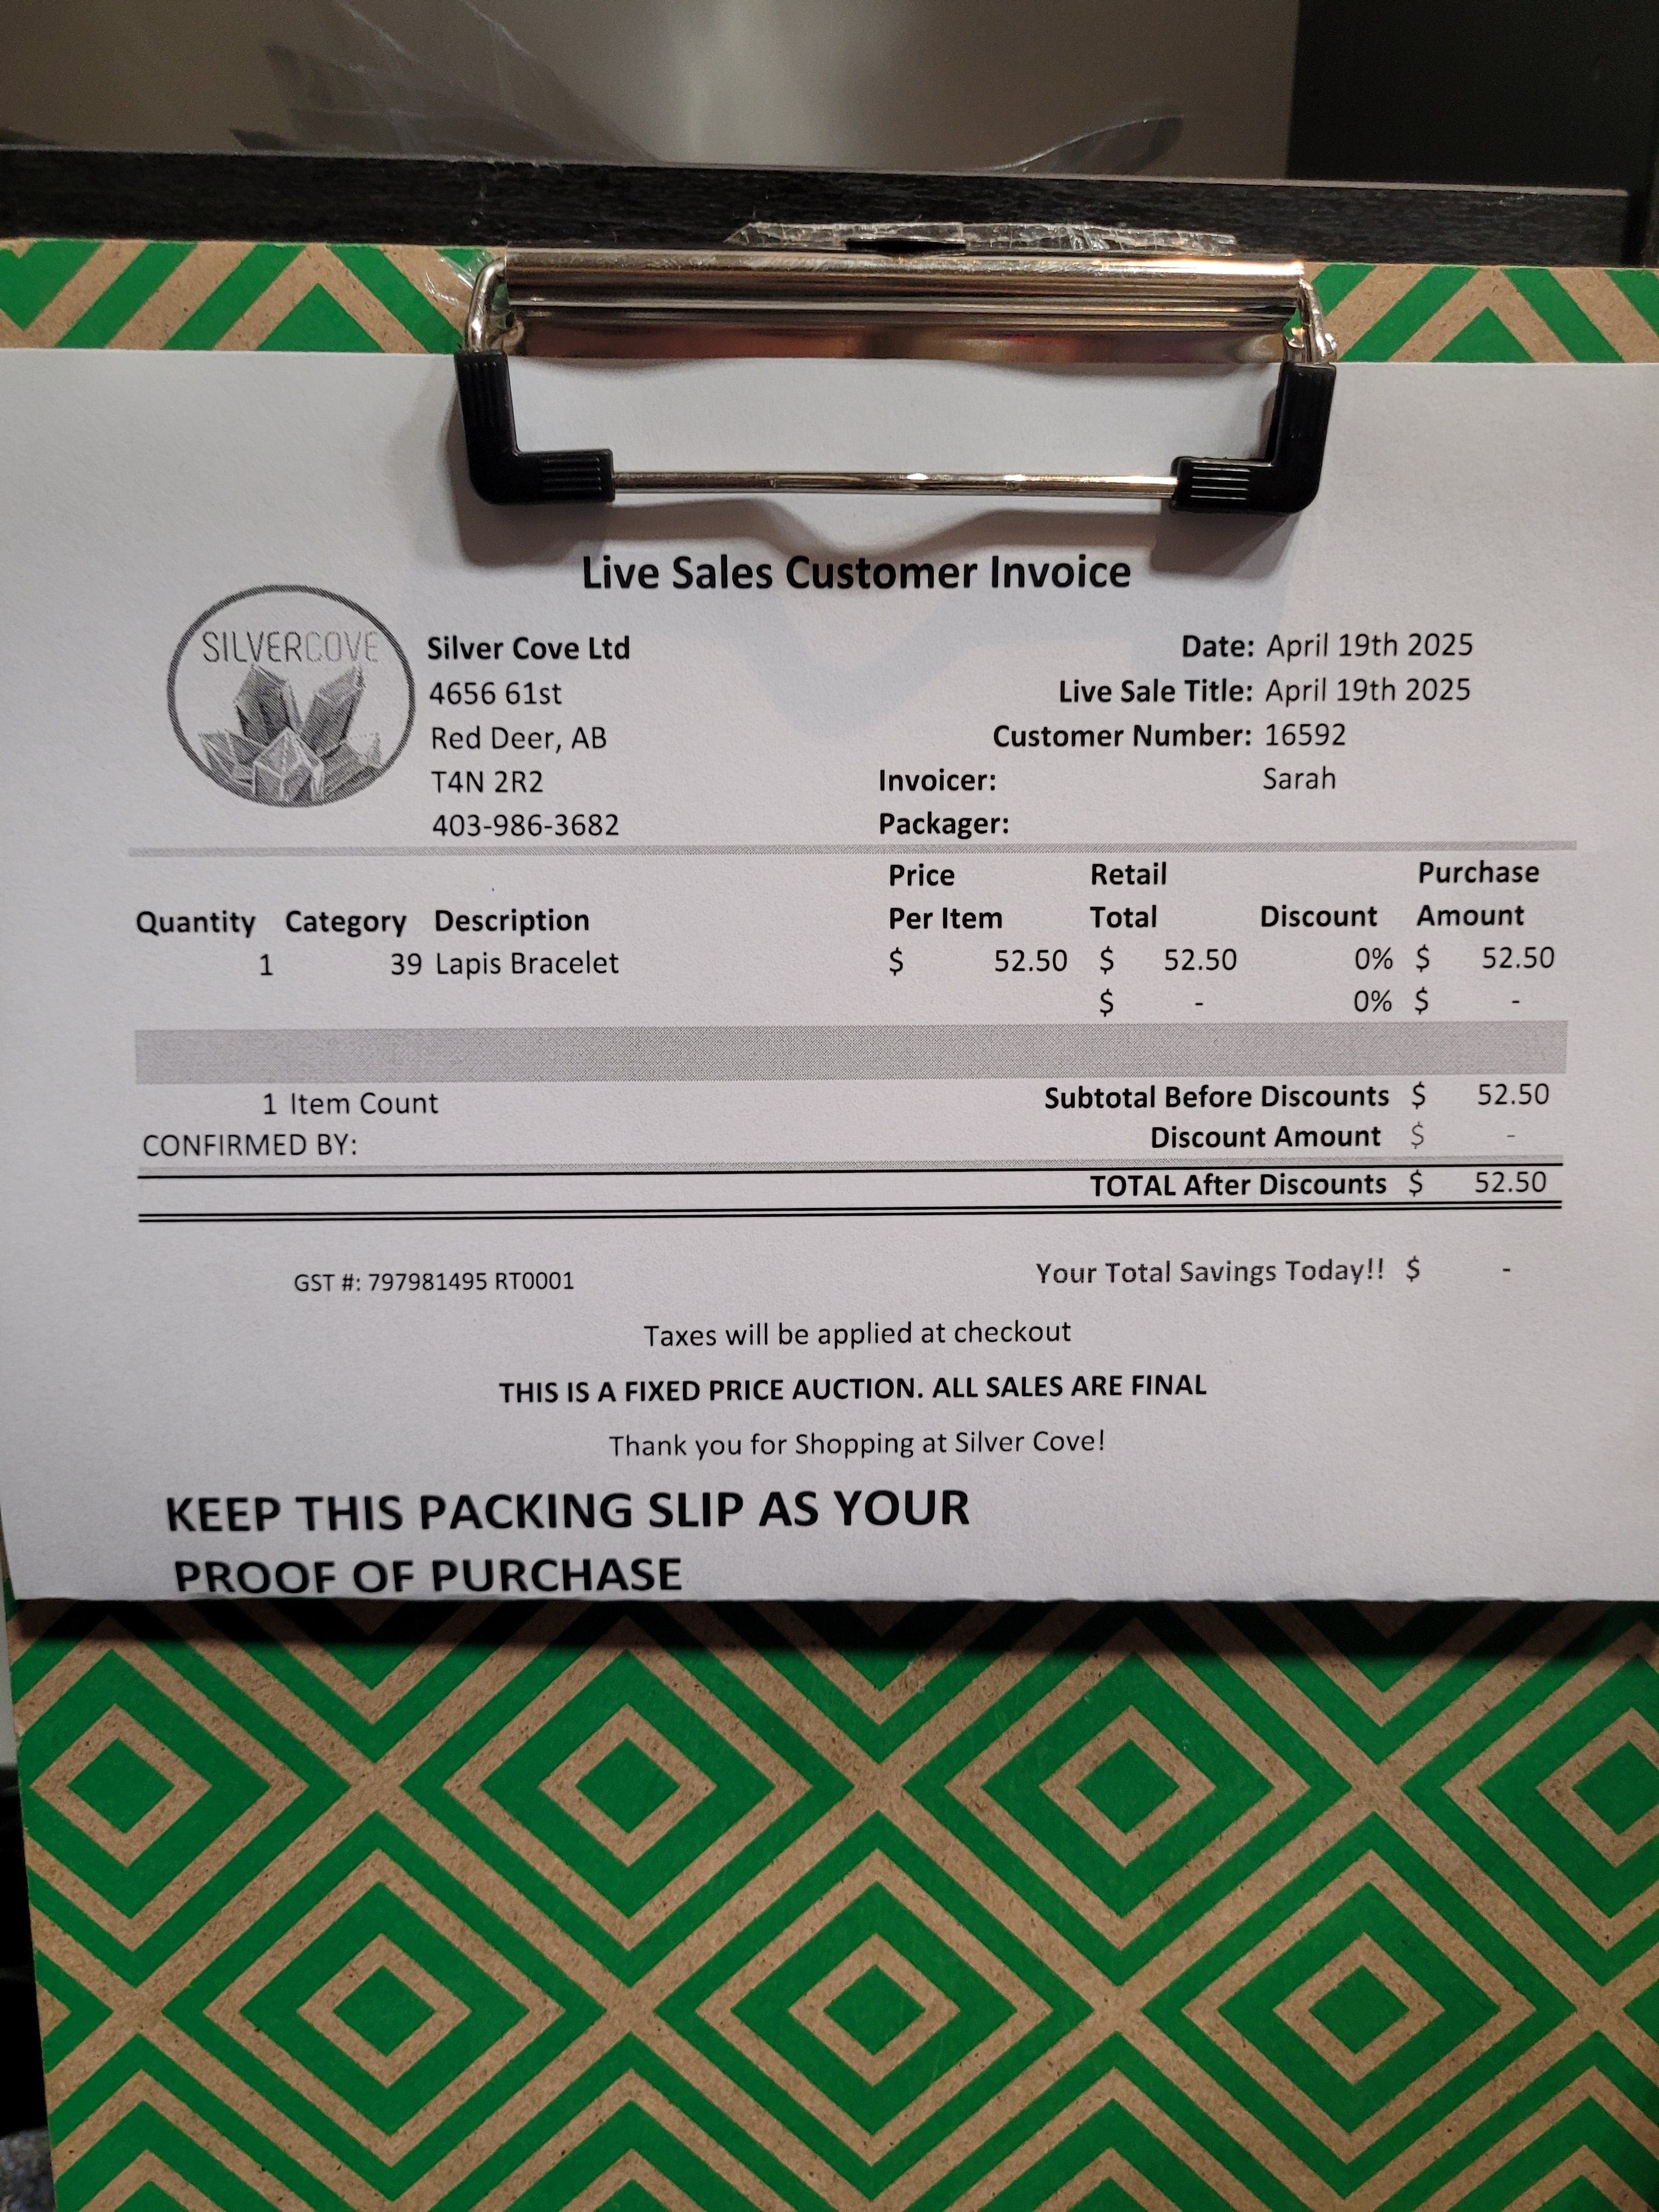 Live Sales Customer Invoice
SILVERCOVE
Silver Cove Ltd
4656 61st
Red Deer, AB
T4N 2R2
403-986-3682
Date: April 19th 2025
Live Sale Title: April 19th 2025
Customer Number: 16592
Invoicer: Sarah
Packager:
Quantity Category Description Price Per Item Retail Total Discount Purchase Amount
1 39 Lapis Bracelet $ 52.50 $ 52.50 0% $ 52.50
$ - 0% $ -
1 Item Count
CONFIRMED BY:
Subtotal Before Discounts $ 52.50
Discount Amount $ -
TOTAL After Discounts $ 52.50
GST #: 797981495 RT0001
Your Total Savings Today!! $ -
Taxes will be applied at checkout
THIS IS A FIXED PRICE AUCTION. ALL SALES ARE FINAL
Thank you for Shopping at Silver Cove!
KEEP THIS PACKING SLIP AS YOUR
PROOF OF PURCHASE